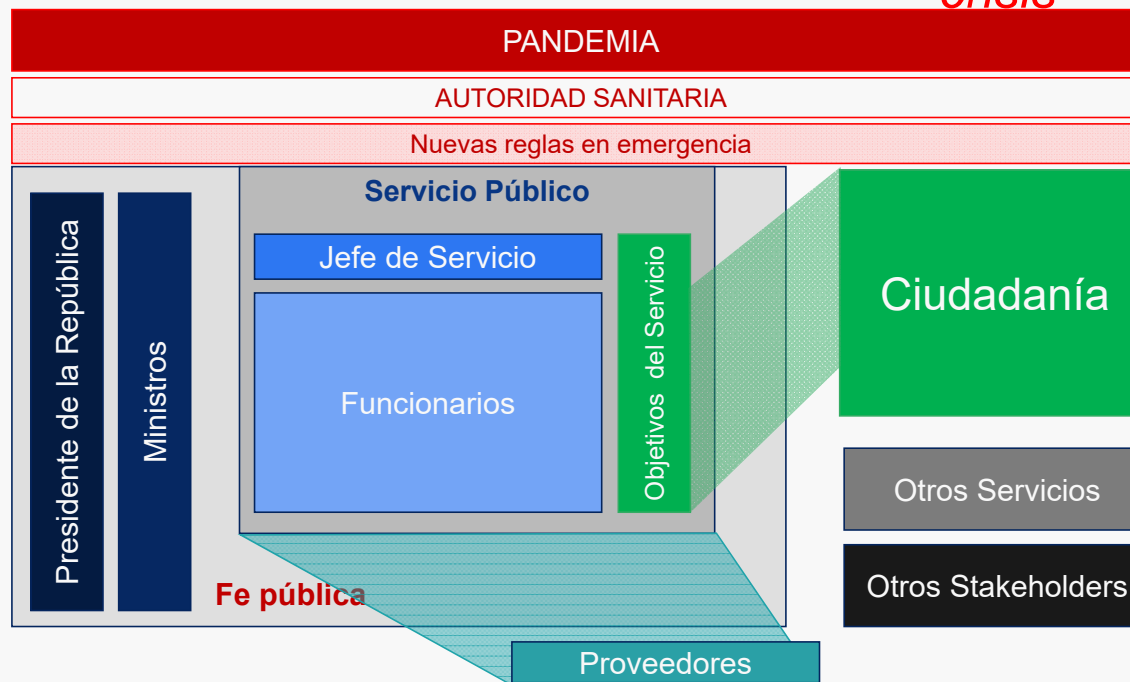 crisis
PANDEMIA
AUTORIDAD SANITARIA
Nuevas reglas en emergencia
Presidente de la República
Ministros
Servicio Público
Jefe de Servicio
Funcionarios
Objetivos del Servicio
Ciudadanía
Otros Servicios
Otros Stakeholders
Fe pública
Proveedores